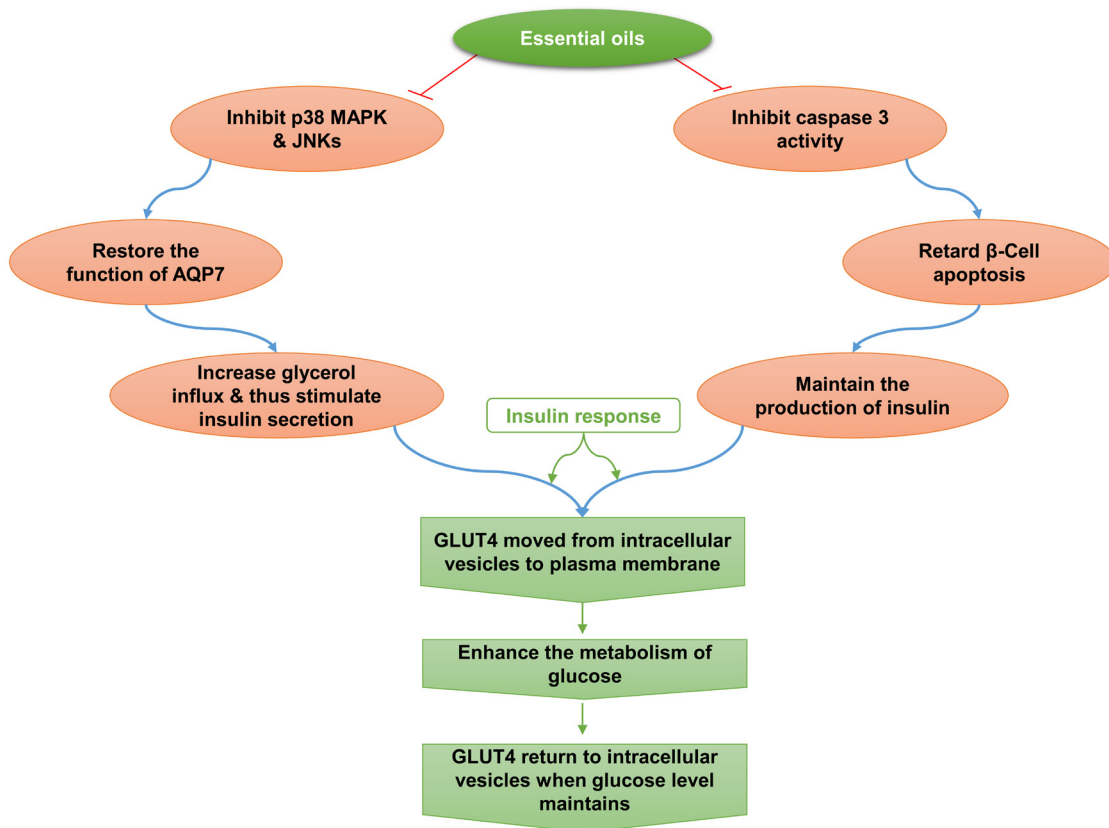 Essential oils
Inhibit p38 MAPK
& JNKs
Inhibit caspase 3
activity
Restore the
function of AQP7
Retard β-Cell
apoptosis
Increase glycerol
influx & thus stimulate
insulin secretion
Maintain the
production of insulin
Insulin response
GLUT4 moved from intracellular
vesicles to plasma membrane
Enhance the metabolism of
glucose
GLUT4 return to intracellular
vesicles when glucose level
maintains